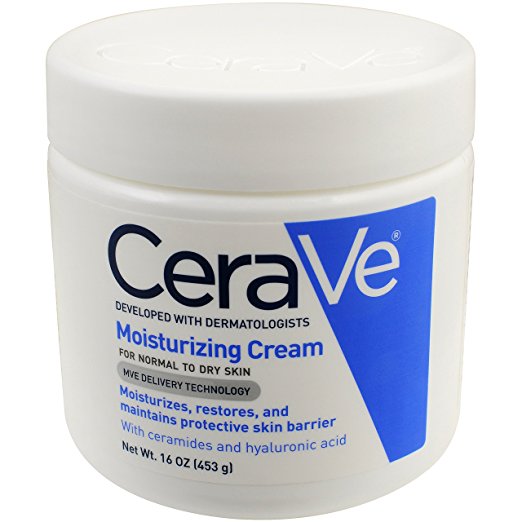 CeraVe
CeraVe®
DEVELOPED WITH DERMATOLOGISTS
Moisturizing Cream
FOR NORMAL TO DRY SKIN
MVE DELIVERY TECHNOLOGY
Moisturizes, restores, and
maintains protective skin barrier
With ceramides and hyaluronic acid
Net Wt. 16 OZ (453 g)